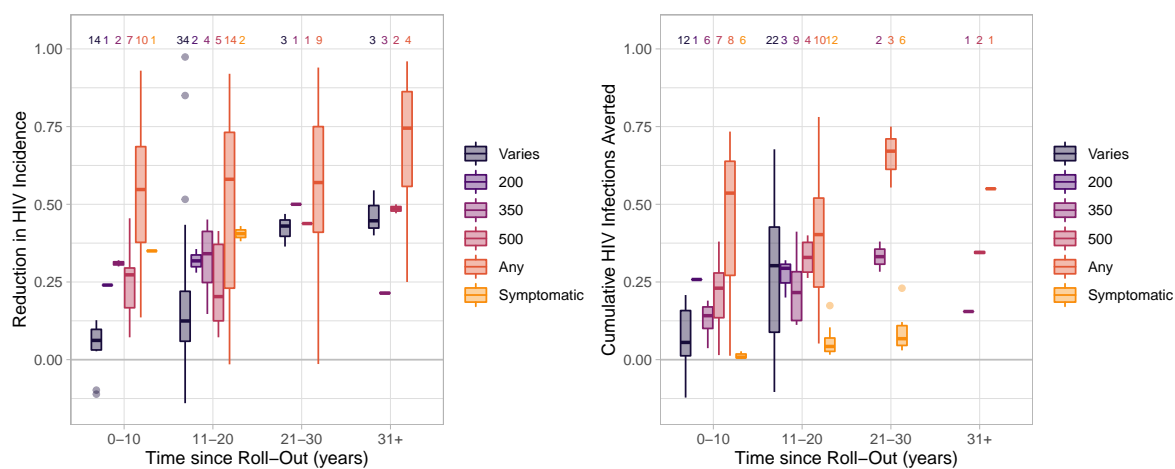 14 1 2 7 10 1 34 2 4 5 14 2 3 1 1 9 3 3 2 4
1.00
0.75
0.50
0.25
0.00
Reduction in HIV Incidence
0−10 11−20 21−30 31+
Time since Roll−Out (years)
Varies
200
350
500
Any
Symptomatic
12 1 6 7 8 6 22 3 9 4 10 12 2 3 6 1 2 1
1.00
0.75
0.50
0.25
0.00
Cumulative HIV Infections Averted
0−10 11−20 21−30 31+
Time since Roll−Out (years)
Varies
200
350
500
Any
Symptomatic